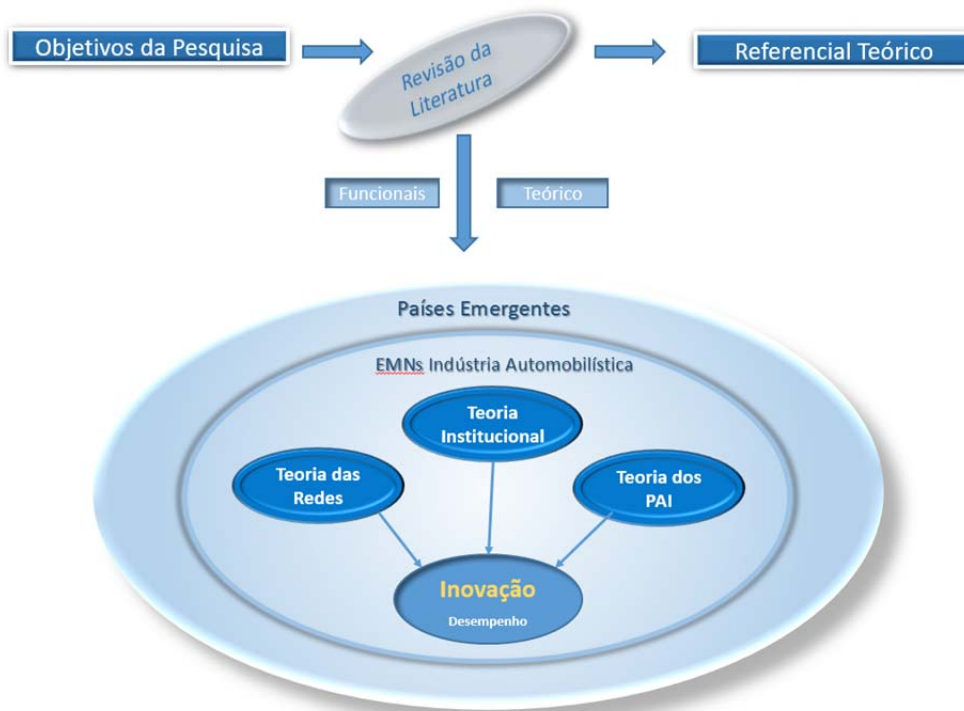 Objetivos da Pesquisa
Revisão da
Literatura
Referencial Teórico
Funcionais
Teórico
Países Emergentes
EMNs Indústria Automobilística
Teoria
Institucional
Teoria das
Redes
Teoria dos
PAI
Inovação
Desempenho